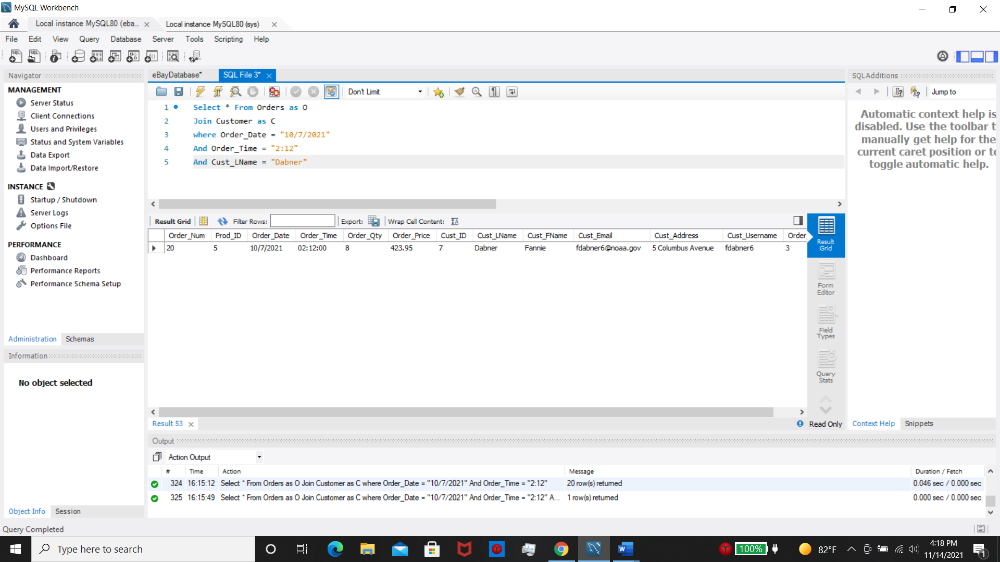 MySQL Workbench
Local instance MySQL80 (eba...
Local instance MySQL80 (sys)
File Edit View Query Database Server Tools Scripting Help
Navigator
MANAGEMENT
Server Status
Client Connections
Users and Privileges
Status and System Variables
Data Export
Data Import/Restore
INSTANCE
Startup / Shutdown
Server Logs
Options File
PERFORMANCE
Dashboard
Performance Reports
Performance Schema Setup
Administration Schemas
Information
No object selected
Object Info Session
eBayDatabase* SQL File 3*
Don't Limit
1 Select * From Orders as O
2 Join Customer as C
3 where Order_Date = "10/7/2021"
4 And Order_Time = "2:12"
5 And Cust_LName = "Dabner"
Result Grid Filter Rows: Export: Wrap Cell Content:
Order_Num Prod_ID Order_Date Order_Time Order_Qty Order_Price Cust_ID Cust_LName Cust_FName Cust_Email Cust_Address Cust_Username Order_
20 5 10/7/2021 02:12:00 8 423.95 7 Dabner Fannie fdabner6@noaa.gov 5 Columbus Avenue fdabner6 3
Result
Grid
Form
Editor
Field
Types
Query
Stats
Result 53
Read Only
SQLAdditions
Jump to
Automatic context help is
disabled. Use the toolbar t
manually get help for the
current caret position or to
toggle automatic help.
Context Help Snippets
Output
Action Output
# Time Action Message Duration / Fetch
324 16:15:12 Select * From Orders as O Join Customer as C where Order_Date = "10/7/2021" And Order_Time = "2:12" 20 row(s) returned 0.046 sec / 0.000 sec
325 16:15:49 Select * From Orders as O Join Customer as C where Order_Date = "10/7/2021" And Order_Time = "2:12" A... 1 row(s) returned 0.000 sec / 0.000 sec
Query Completed
Type here to search
100%
82°F
4:18 PM
11/14/2021
1